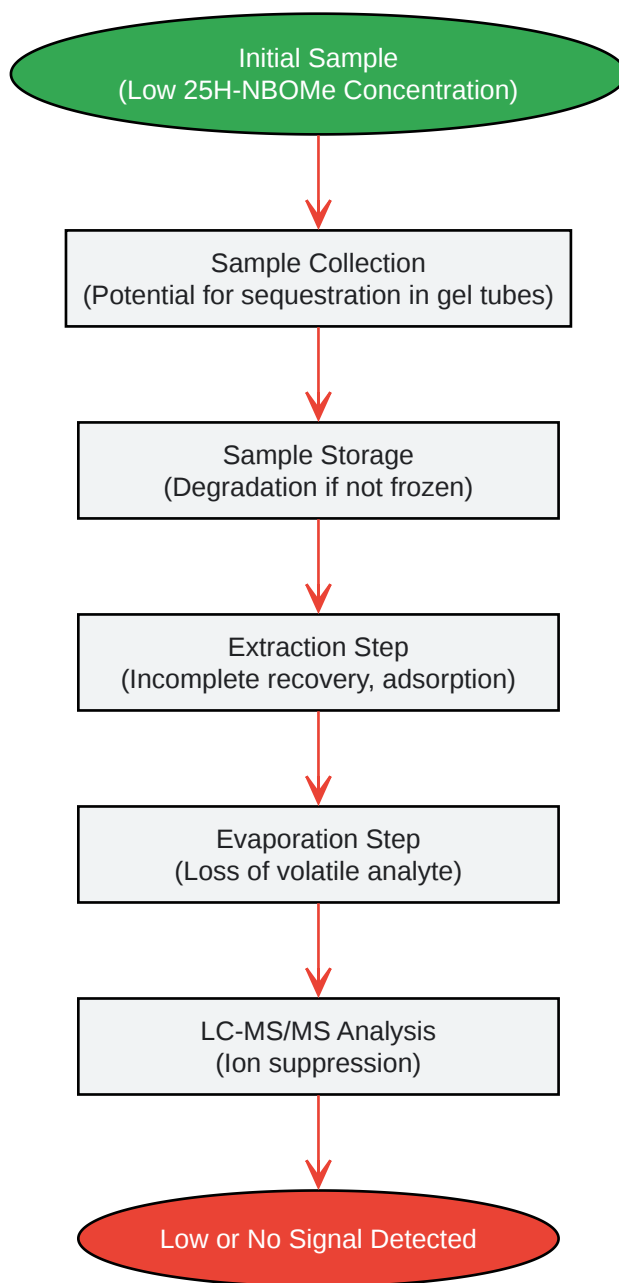 Initial Sample
(Low 25H-NBOMe Concentration)
Sample Collection
(Potential for sequestration in gel tubes)
Sample Storage
(Degradation if not frozen)
Extraction Step
(Incomplete recovery, adsorption)
Evaporation Step
(Loss of volatile analyte)
LC-MS/MS Analysis
(Ion suppression)
Low or No Signal Detected